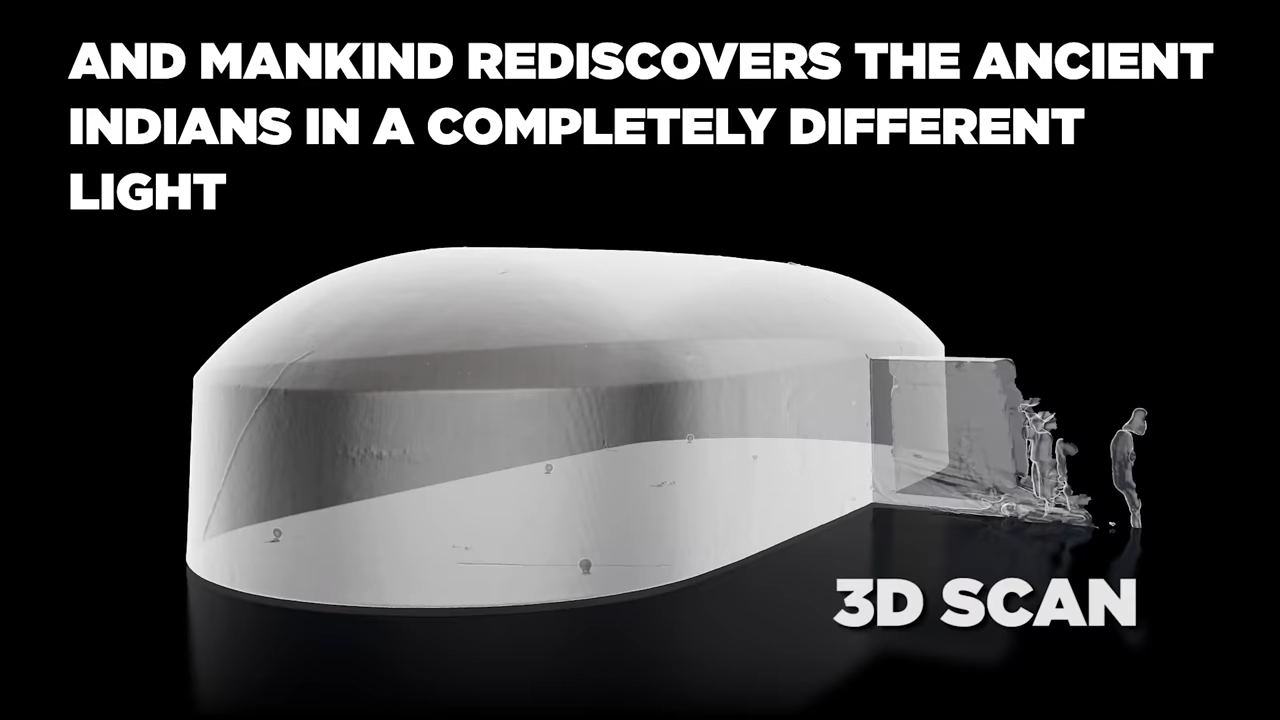 AND MANKIND REDISCOVERS THE ANCIENT
INDIANS IN A COMPLETELY DIFFERENT
LIGHT
3D SCAN